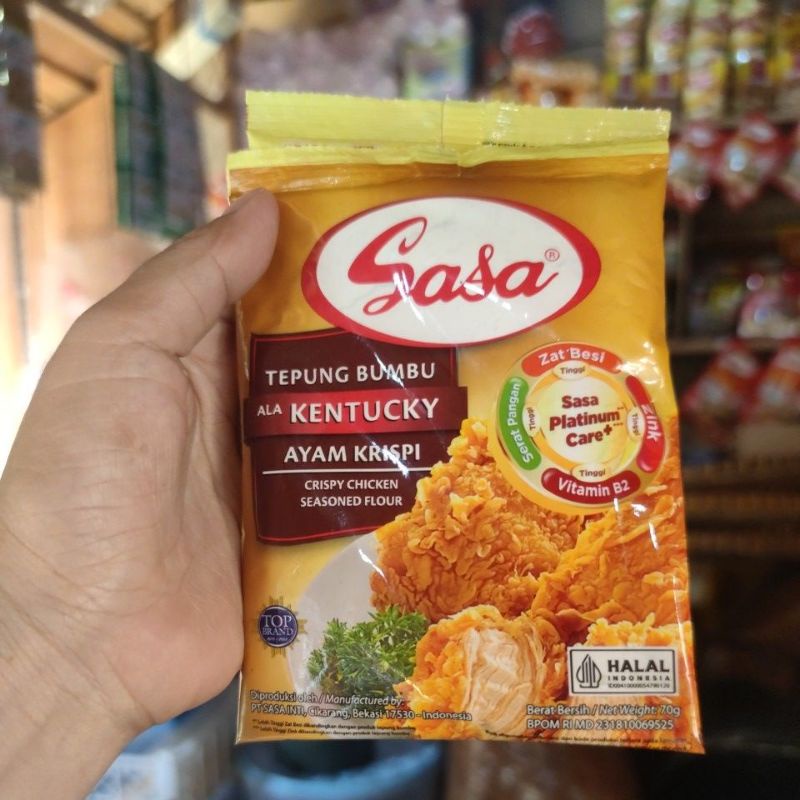 Sasa®
TEPUNG BUMBU
ALA KENTUCKY
AYAM KRISPI
CRISPY CHICKEN
SEASONED FLOUR
Zat Besi
Tinggi
Zink
Tinggi
Serat Pangan
Tinggi
Sasa
Platinum
Care+
Tinggi
Vitamin B2
TOP
BRAND
HALAL
INDONESIA
Diproduksi oleh / Manufactured by:
PT SASA INTI, Cikarang, Bekasi 17530 - Indonesia
Berat Bersih / Net Weight: 70g
BPOM RI MD 231810069525